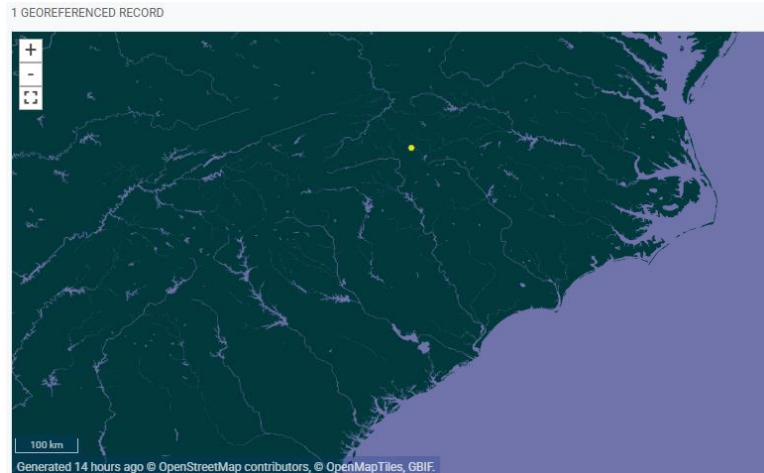 1 GEOREFERENCED RECORD
+
-
100 km
Generated 14 hours ago © OpenStreetMap contributors, © OpenMapTiles, GBIF.